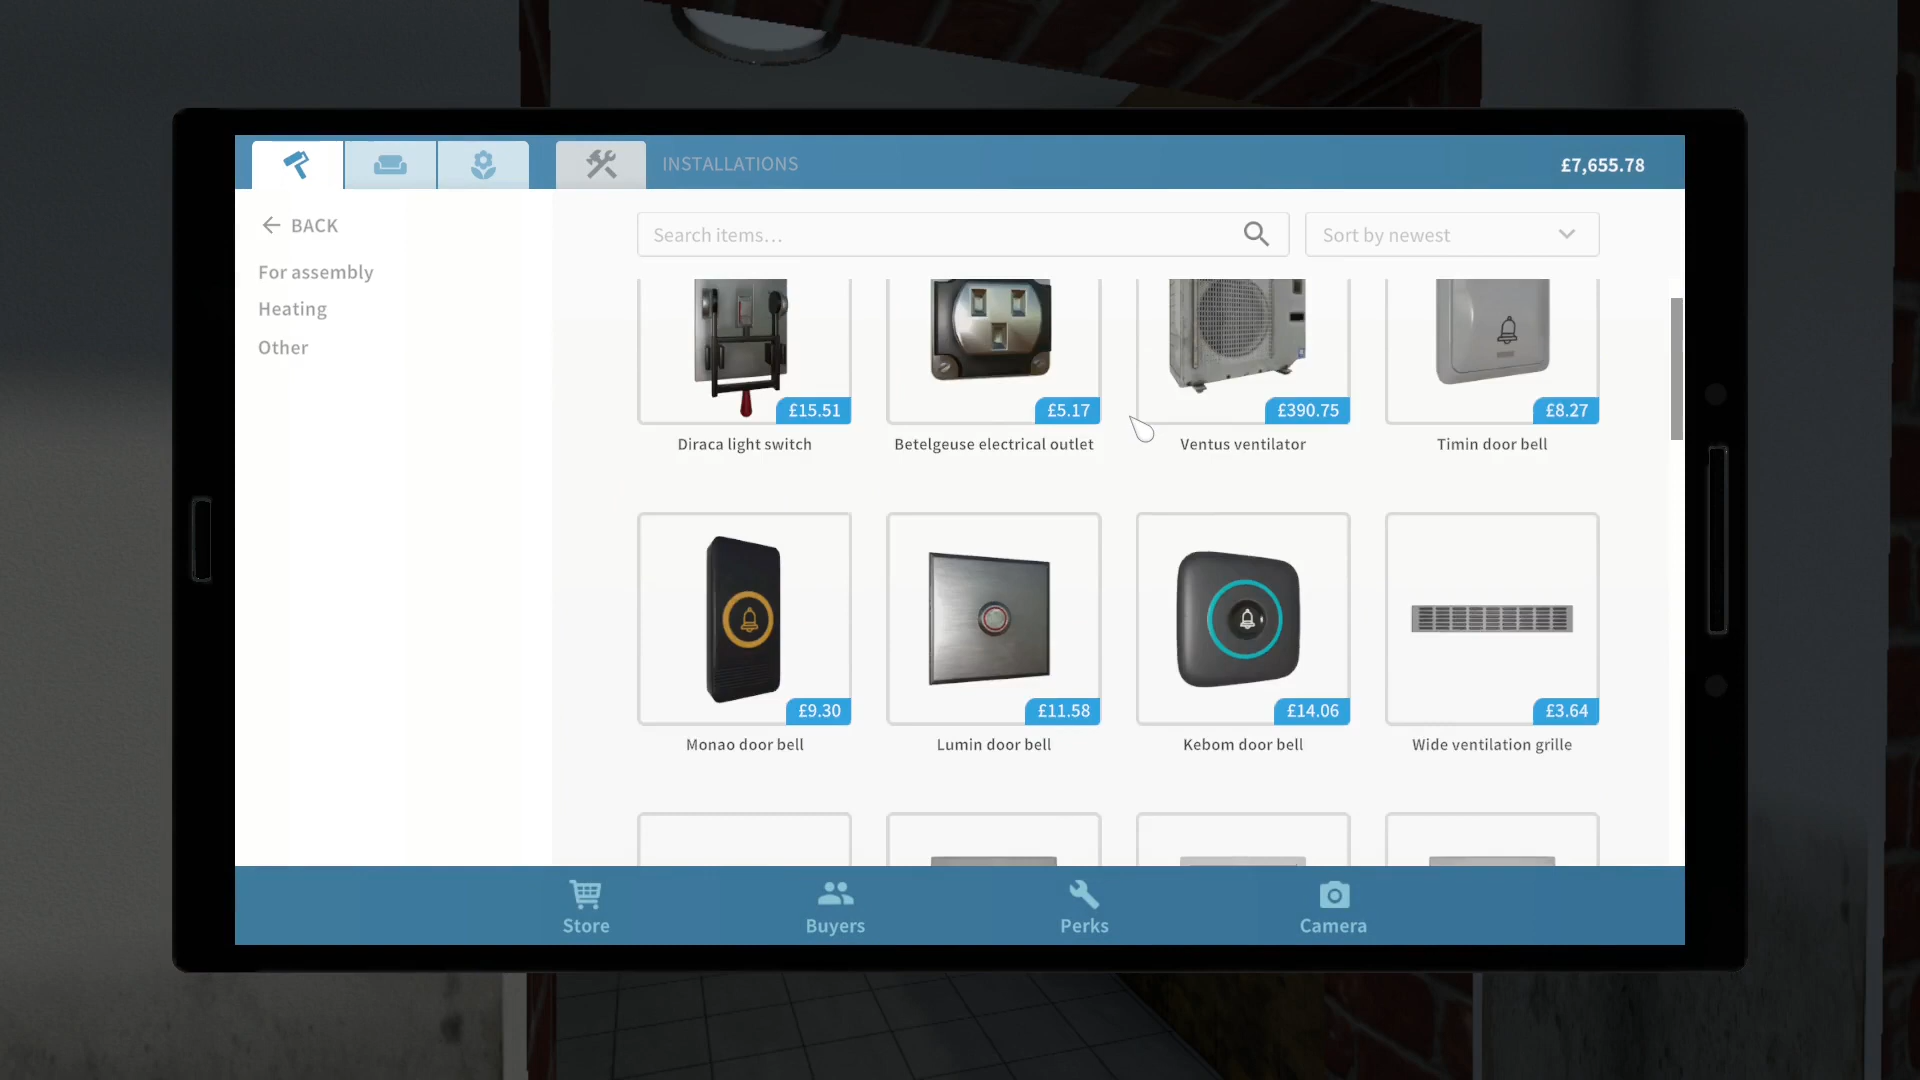 INSTALLATIONS
£7,655.78
BACK
For assembly
Heating
Other
Search items...
Sort by newest
£15.51
£5.17
£390.75
£8.27
Diraca light switch
Betelgeuse electrical outlet
Ventus ventilator
Timin door bell
£9.30
£11.58
£14.06
£3.64
Monao door bell
Lumin door bell
Kebom door bell
Wide ventilation grille
Store
Buyers
Perks
Camera